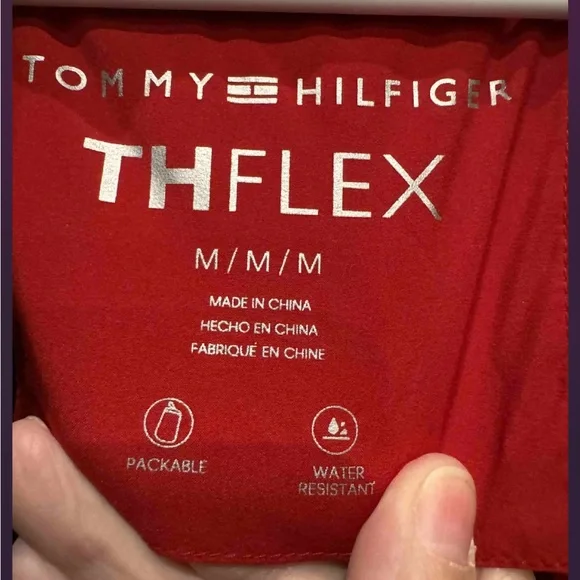 TOMMY HILFIGER
THFLEX
M/M/M
MADE IN CHINA
HECHO EN CHINA
FABRIQUÉ EN CHINE
PACKABLE
WATER
RESISTANT